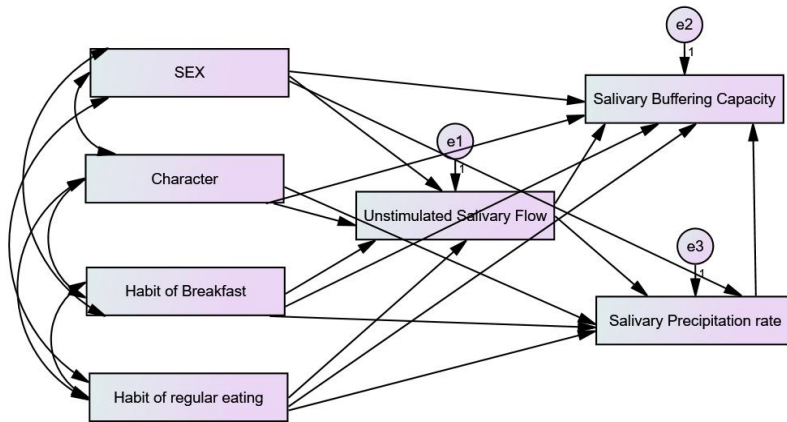 e2
1
SEX
Salivary Buffering Capacity
e1
1
Character
Unstimulated Salivary Flow
e3
1
Habit of Breakfast
Salivary Precipitation rate
Habit of regular eating